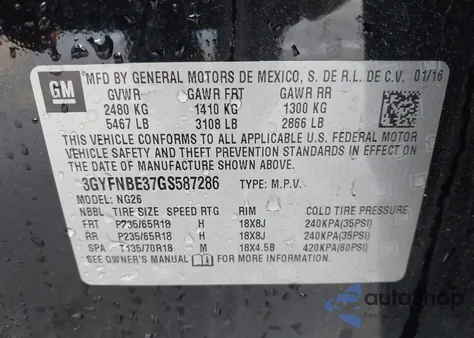 GM
MFD BY GENERAL MOTORS DE MEXICO, S. DE R.L. DE C.V. 01/16
GVWR GAWR FRT GAWR RR
2480 KG 1410 KG 1300 KG
5467 LB 3108 LB 2866 LB
THIS VEHICLE CONFORMS TO ALL APPLICABLE U.S. FEDERAL MOTOR
VEHICLE SAFETY AND THEFT PREVENTION STANDARDS IN EFFECT ON
THE DATE OF MANUFACTURE SHOWN ABOVE.
3GYFNBE37GS587286 TYPE: M.P.V.
MODEL: NG26
NBBL TIRE SIZE SPEED RTG RIM COLD TIRE PRESSURE
FRT P235/65R18 H 18X8J 240KPA(35PSI)
RR P235/65R18 H 18X8J 240KPA(35PSI)
SPA T135/70R18 M 18X4.5B 420KPA(60PSI)
SEE OWNER'S MANUAL FOR MORE INFORMATION.
autoshop